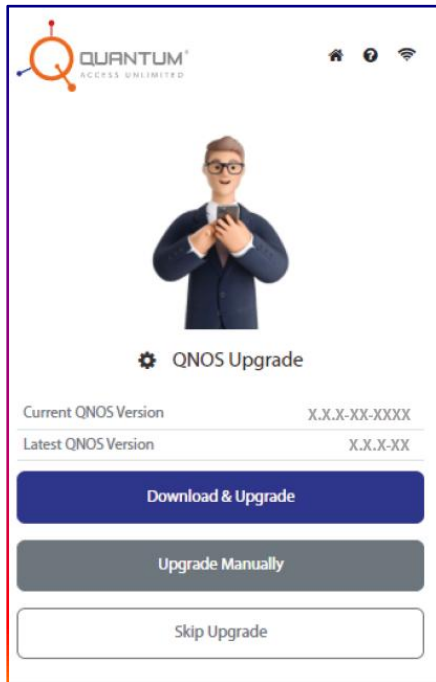 QUANTUM
ACCESS UNLIMITED
QNOS Upgrade
Current QNOS Version X.X.X-XX-XXXX
Latest QNOS Version X.X.X-XX
Download & Upgrade
Upgrade Manually
Skip Upgrade